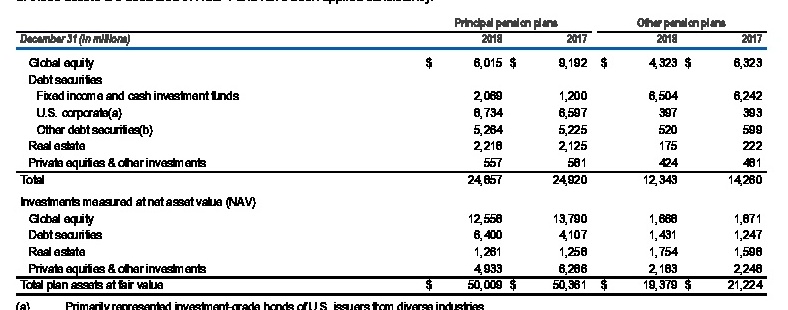 Principal pension plans Other pension plans
December 31 (In millions) 2018 2017 2018 2017
Global equity $ 8,015 $ 9,192 $ 4,323 $ 6,323
Debt securities
Fixed income and cash investment funds 2,069 1,200 6,504 6,242
U.S. corporate(a) 6,734 6,597 397 393
Other debt securities(b) 5,264 5,225 520 599
Real estate 2,218 2,125 175 222
Private equities & other investments 557 581 424 481
Total 24,857 24,920 12,343 14,260
Investments measured at net asset value (NAV)
Global equity 12,558 13,790 1,668 1,871
Debt securities 6,400 4,107 1,431 1,247
Real estate 1,261 1,258 1,754 1,598
Private equities & other investments 4,933 6,286 2,183 2,248
Total plan assets at fair value $ 50,009 $ 50,361 $ 19,379 $ 21,224
(a) Primarily represented investment-grade bonds of U.S. issuers from diverse industries